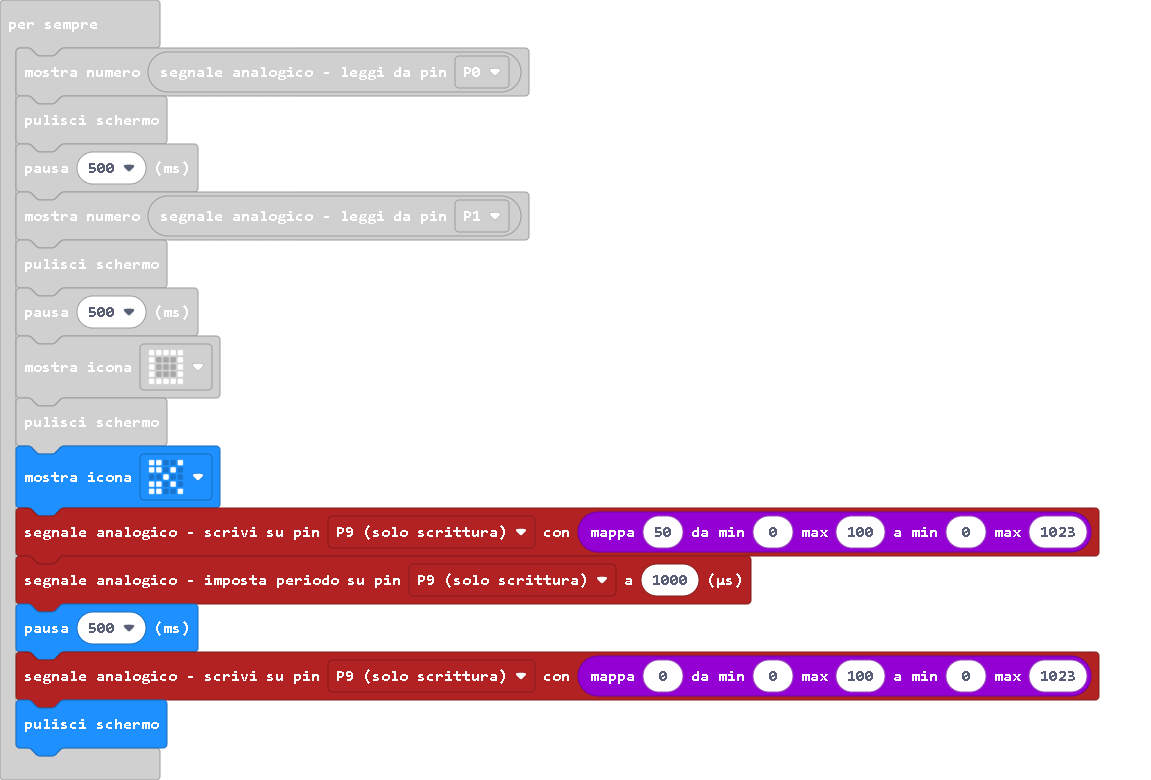 per sempre
mostra numero segnale analogico - leggi da pin P0
pulisci schermo
pausa 500 (ms)
mostra numero segnale analogico - leggi da pin P1
pulisci schermo
pausa 500 (ms)
mostra icona
pulisci schermo
mostra icona
segnale analogico - scrivi su pin P9 (solo scrittura) con mappa 50 da min 0 max 100 a min 0 max 1023
segnale analogico - imposta periodo su pin P9 (solo scrittura) a 1000 (µs)
pausa 500 (ms)
segnale analogico - scrivi su pin P9 (solo scrittura) con mappa 0 da min 0 max 100 a min 0 max 1023
pulisci schermo